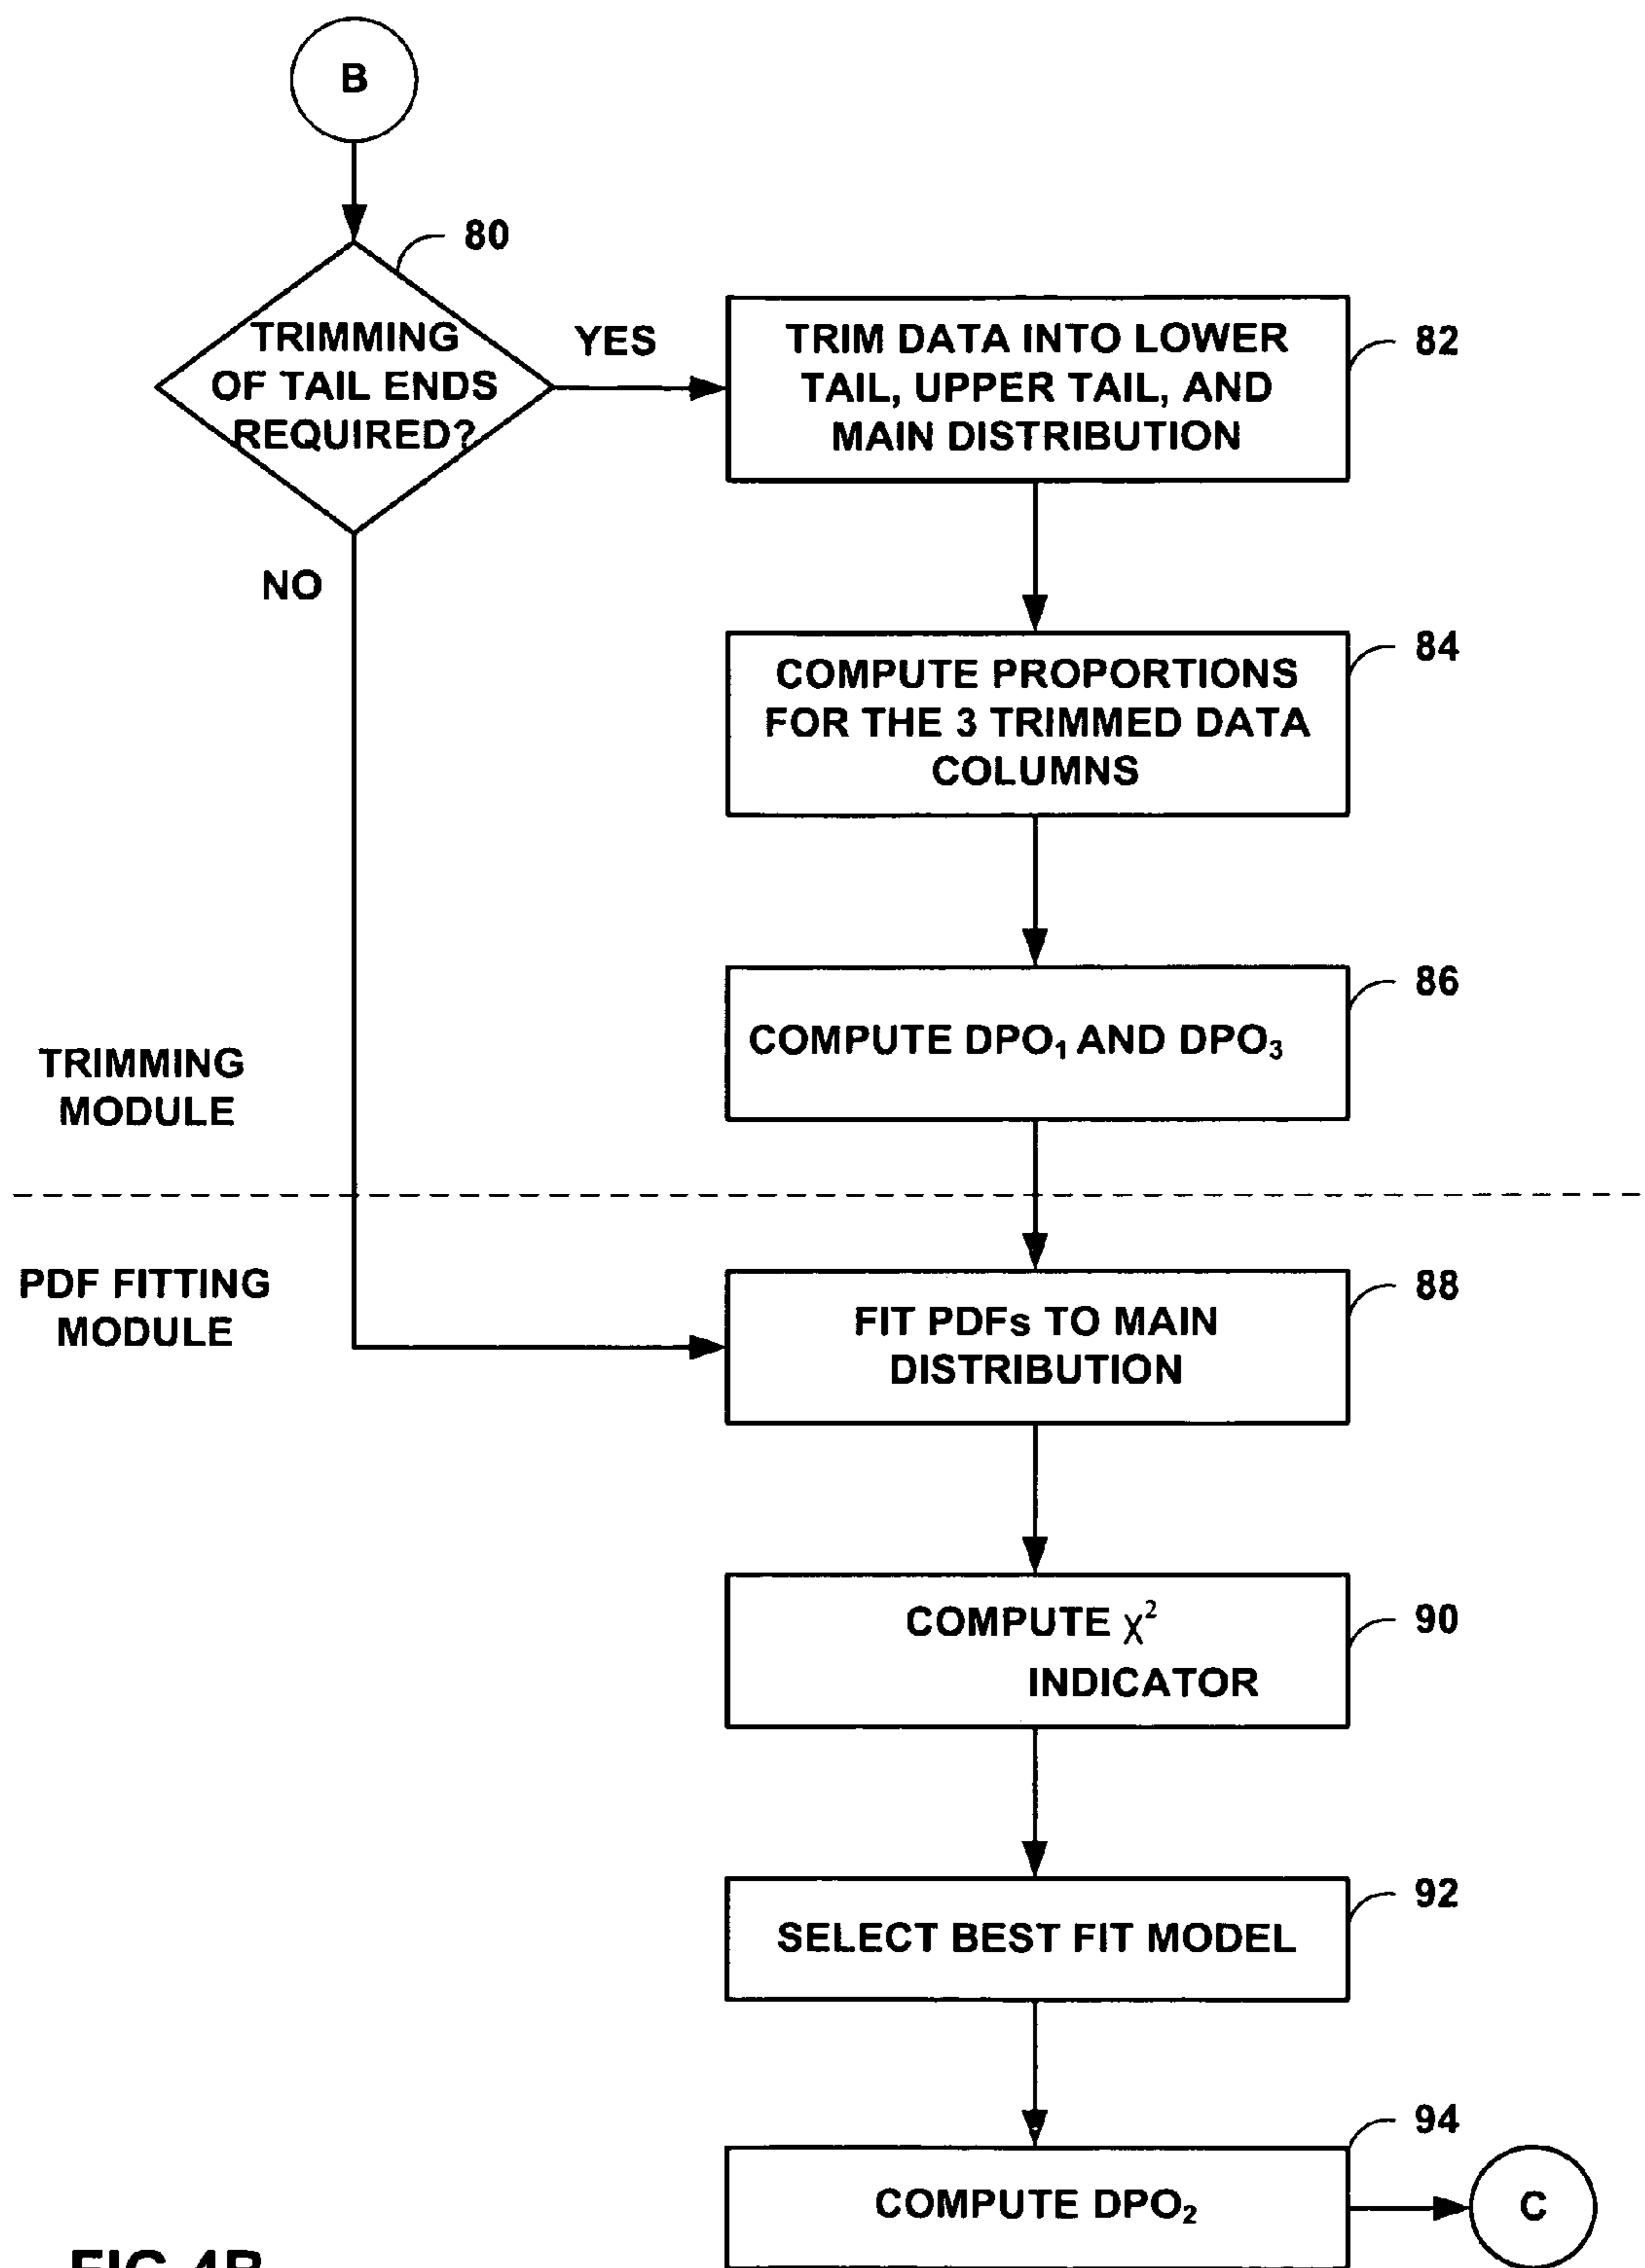 B
80
TRIMMING
OF TAIL ENDS
REQUIRED?
YES
TRIM DATA INTO LOWER
TAIL, UPPER TAIL, AND
MAIN DISTRIBUTION
82
NO
COMPUTE PROPORTIONS
FOR THE 3 TRIMMED DATA
COLUMNS
84
COMPUTE DPO₁ AND DPO₃
86
TRIMMING
MODULE
PDF FITTING
MODULE
FIT PDFs TO MAIN
DISTRIBUTION
88
COMPUTE χ²
INDICATOR
90
SELECT BEST FIT MODEL
92
COMPUTE DPO₂
94
C
FIG 4B